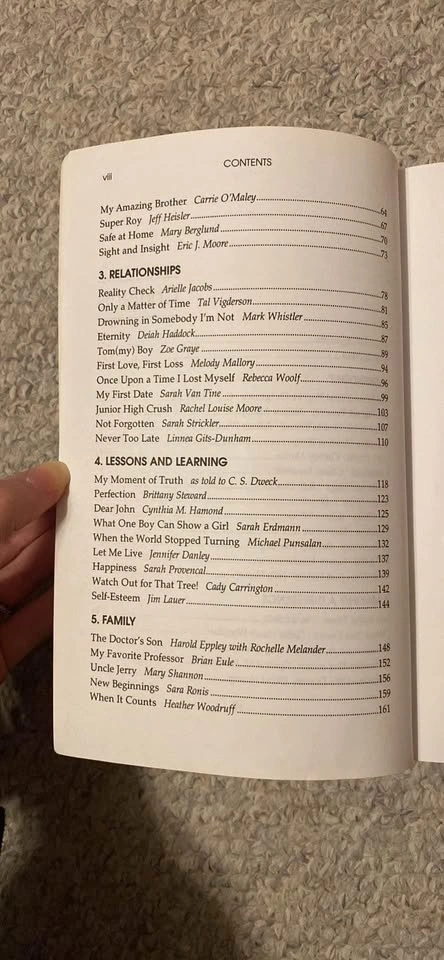 viii
CONTENTS
My Amazing Brother Carrie O'Maley....................64
Super Roy Jeff Heisler....................67
Safe at Home Mary Berglund....................70
Sight and Insight Eric J. Moore....................73
3. RELATIONSHIPS
Reality Check Arielle Jacobs....................78
Only a Matter of Time Tal Vigderson....................81
Drowning in Somebody I'm Not Mark Whistler....................85
Eternity Deiah Haddock....................87
Tom(my) Boy Zoe Graye....................89
First Love, First Loss Melody Mallory....................94
Once Upon a Time I Lost Myself Rebecca Woolf....................96
My First Date Sarah Van Tine....................99
Junior High Crush Rachel Louise Moore....................103
Not Forgotten Sarah Strickler....................107
Never Too Late Linnea Gits-Dunham....................110
4. LESSONS AND LEARNING
My Moment of Truth as told to C. S. Dweck....................118
Perfection Brittany Steward....................123
Dear John Cynthia M. Hamond....................125
What One Boy Can Show a Girl Sarah Erdmann....................129
When the World Stopped Turning Michael Punsalan....................132
Let Me Live Jennifer Danley....................137
Happiness Sarah Provencal....................139
Watch Out for That Tree! Cady Carrington....................142
Self-Esteem Jim Lauer....................144
5. FAMILY
The Doctor's Son Harold Eppley with Rochelle Melander....................148
My Favorite Professor Brian Eule....................152
Uncle Jerry Mary Shannon....................156
New Beginnings Sara Ronis....................159
When It Counts Heather Woodruff....................161